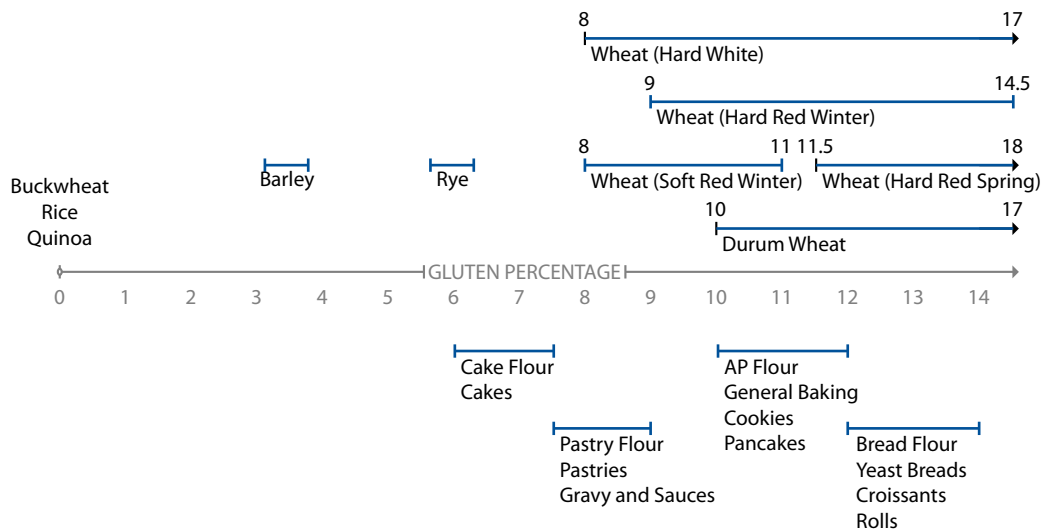 8 17
Wheat (Hard White)
9 14.5
Wheat (Hard Red Winter)
8 11 11.5 18
Barley Rye Wheat (Soft Red Winter) Wheat (Hard Red Spring)
Buckwheat
Rice
Quinoa
10 17
Durum Wheat
GLUTEN PERCENTAGE
0 1 2 3 4 5 6 7 8 9 10 11 12 13 14
Cake Flour
Cakes
AP Flour
General Baking
Cookies
Pancakes
Pastry Flour
Pastries
Gravy and Sauces
Bread Flour
Yeast Breads
Croissants
Rolls